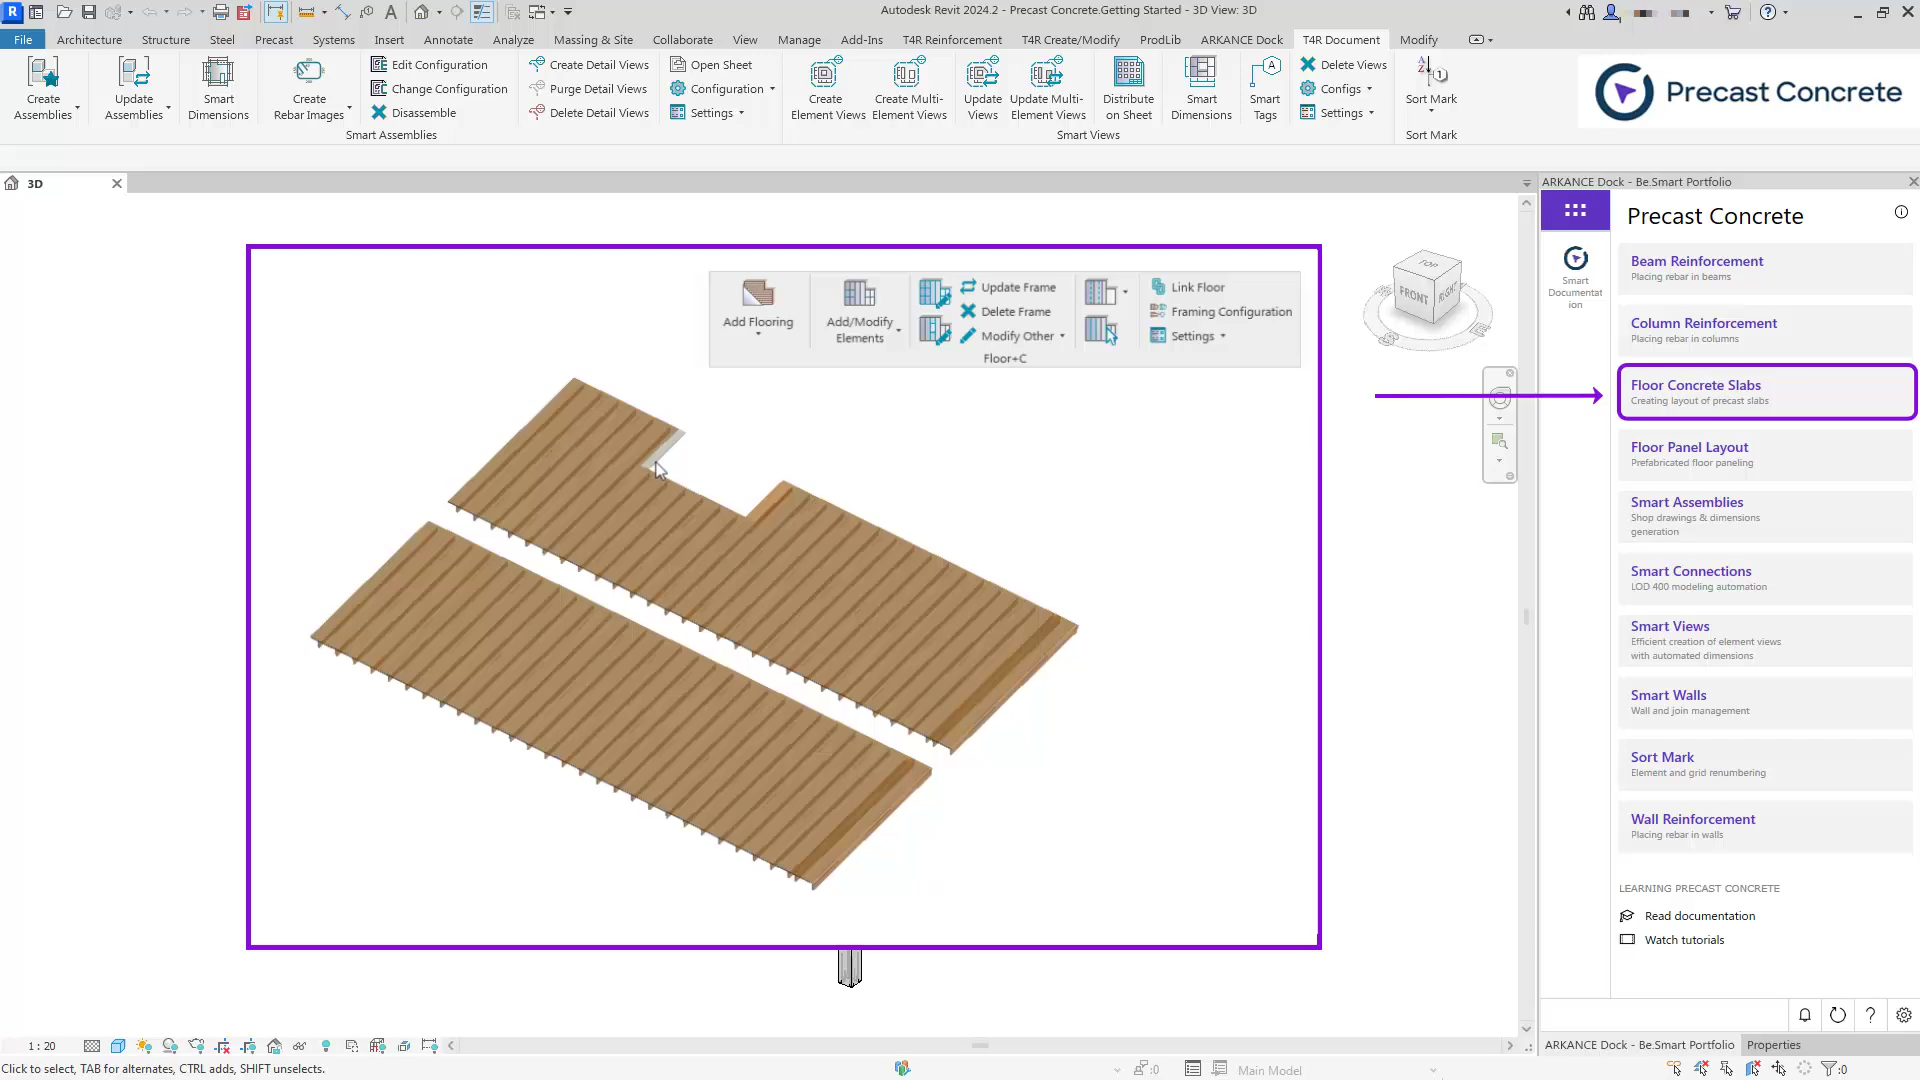 Autodesk Revit 2024.2 - Precast Concrete.Getting Started - 3D View: 3D
File Architecture Structure Steel Precast Systems Insert Annotate Analyze Massing & Site Collaborate View Manage Add-Ins T4R Reinforcement T4R Create/Modify ProdLib ARKANCE Dock T4R Document Modify
Create Assemblies
Update Assemblies
Smart Dimensions
Create Rebar Images
Edit Configuration
Change Configuration
Disassemble
Smart Assemblies
Create Detail Views
Purge Detail Views
Delete Detail Views
Open Sheet
Configuration
Settings
Create Element Views
Create Multi-Element Views
Update Views
Update Multi-Element Views
Distribute on Sheet
Smart Dimensions
Smart Tags
Delete Views
Configs
Settings
Smart Views
Sort Mark
Sort Mark
Precast Concrete
3D
Add Flooring
Add/Modify
Elements
Update Frame
Delete Frame
Modify Other
Link Floor
Framing Configuration
Settings
Floor+C
TOP
FRONT
RIGHT
ARKANCE Dock - Be.Smart Portfolio
Smart
Documentat
ion
Precast Concrete
Beam Reinforcement
Placing rebar in beams
Column Reinforcement
Placing rebar in columns
Floor Concrete Slabs
Creating layout of precast slabs
Floor Panel Layout
Prefabricated floor paneling
Smart Assemblies
Shop drawings & dimensions
generation
Smart Connections
LOD 400 modeling automation
Smart Views
Efficient creation of element views
with automated dimensions
Smart Walls
Wall and join management
Sort Mark
Element and grid renumbering
Wall Reinforcement
Placing rebar in walls
LEARNING PRECAST CONCRETE
Read documentation
Watch tutorials
1 : 20
ARKANCE Dock - Be.Smart Portfolio Properties
Click to select, TAB for alternates, CTRL adds, SHIFT unselects.
:0
Main Model
:0